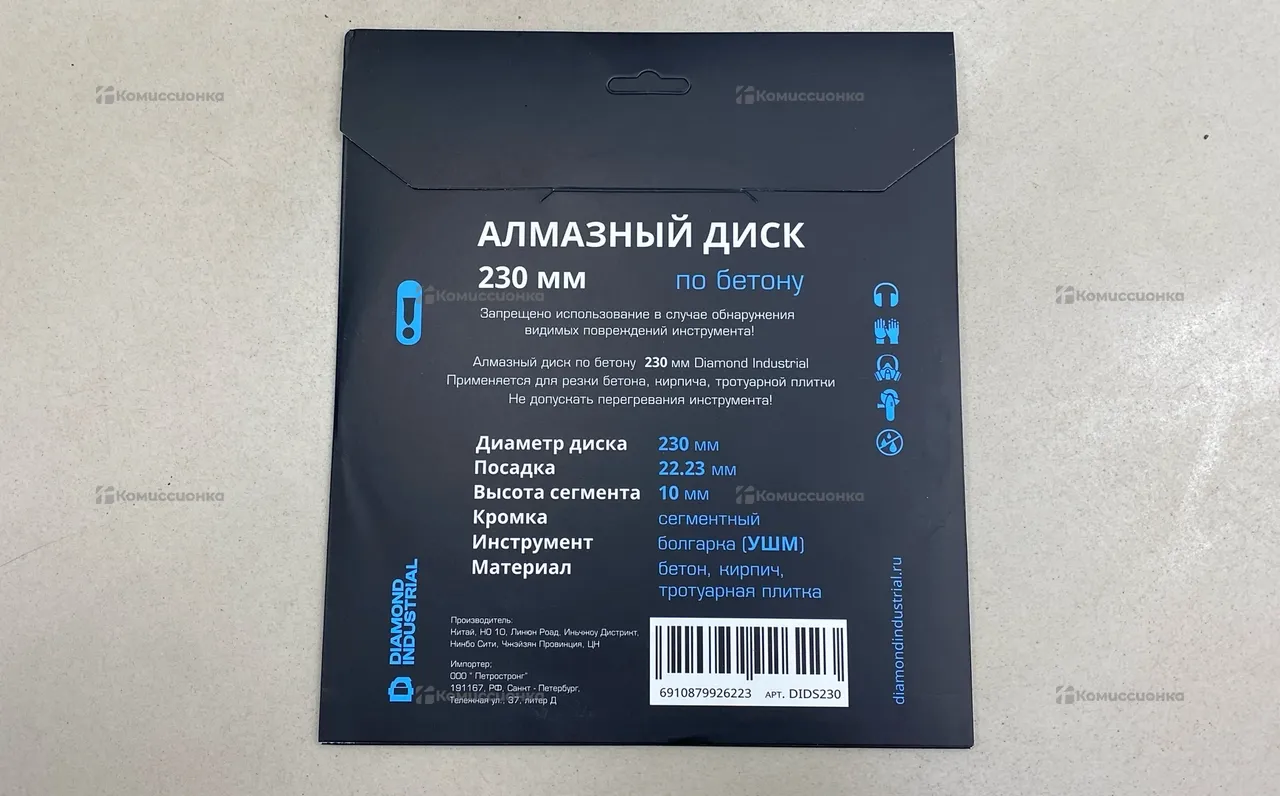 АЛМАЗНЫЙ ДИСК
230 мм по бетону
Запрещено использование в случае обнаружения
видимых повреждений инструмента!
Алмазный диск по бетону 230 мм Diamond Industrial
Применяется для резки бетона, кирпича, тротуарной плитки
Не допускать перегревания инструмента!
Диаметр диска 230 мм
Посадка 22.23 мм
Высота сегмента 10 мм
Кромка сегментный
Инструмент болгарка (УШМ)
Материал бетон, кирпич,
тротуарная плитка
DIAMOND
INDUSTRIAL
Производитель:
Китай, НО 10, Линюн Роад, Иньчжоу Дистрикт,
Нинбо Сити, Чжэйзян Провинция, ЦН
Импортер:
ООО " Петростронг"
191167, РФ, Санкт - Петербург,
Тележная ул., 37, литер Д
6910879926223 АРТ. DIDS230
diamondindustrial.ru
Комиссионка
Комиссионка
Комиссионка
Комиссионка
Комиссионка
Комиссионка
Комиссионка
Комиссионка